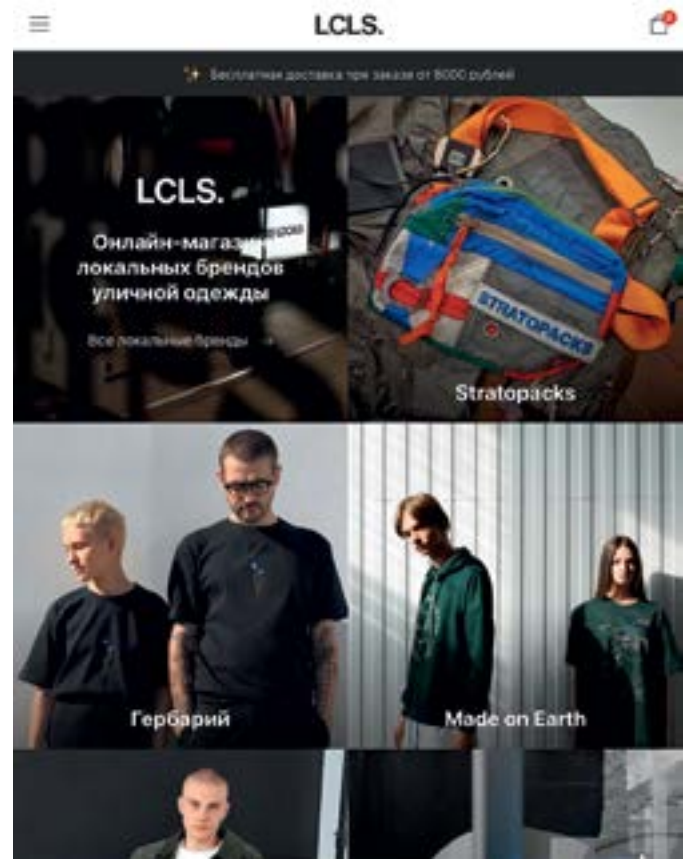 LCLS.
Бесплатная доставка при заказе от 8000 рублей
LCLS.
Онлайн-магазин
локальных брендов
уличной одежды
Все локальные бренды →
STRATOPACKS
Stratopacks
Гербарий
Made on Earth